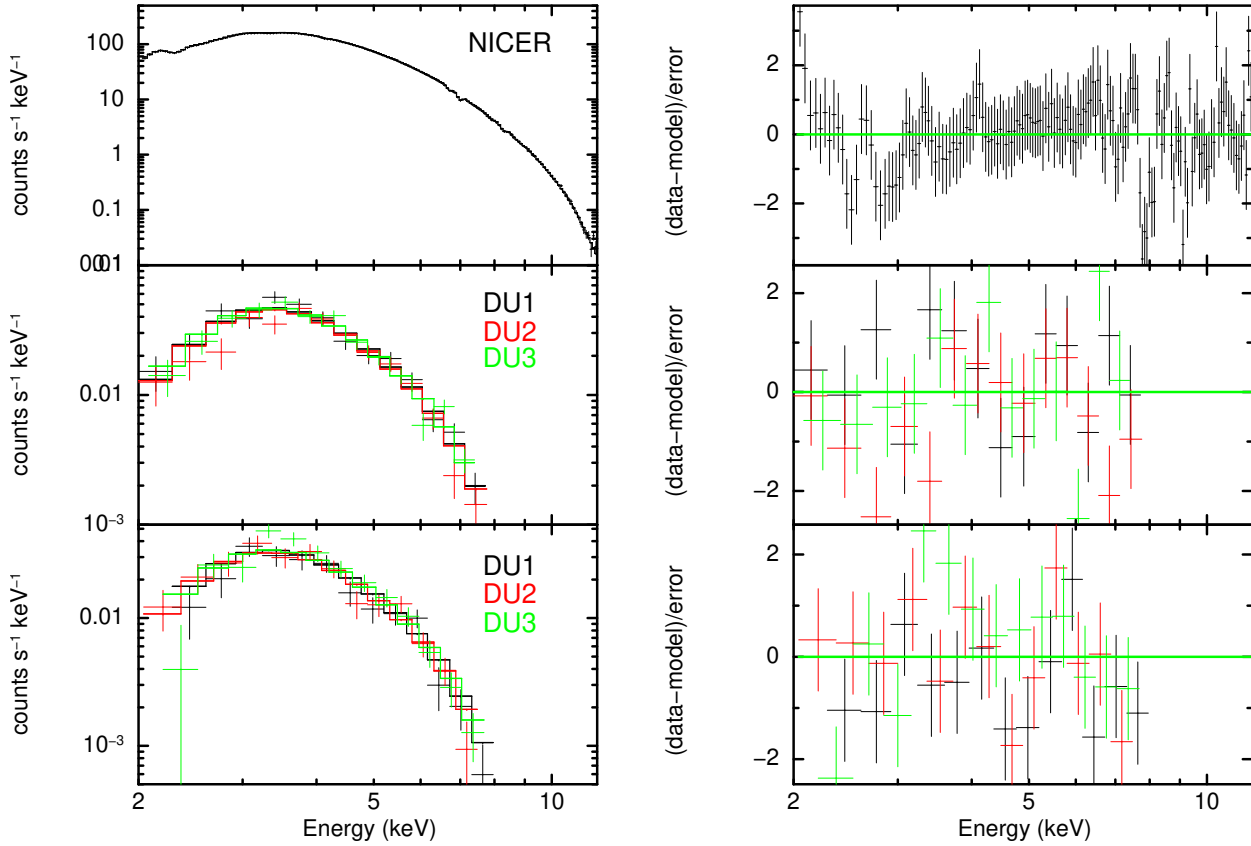 counts s⁻¹ keV⁻¹
100
10
1
0.1
NICER
(data−model)/error
2
0
−2
counts s⁻¹ keV⁻¹
0.01
10⁻³
DU1
DU2
DU3
(data−model)/error
2
0
−2
counts s⁻¹ keV⁻¹
0.01
10⁻³
DU1
DU2
DU3
(data−model)/error
2
0
−2
2
5
10
Energy (keV)
2
5
10
Energy (keV)